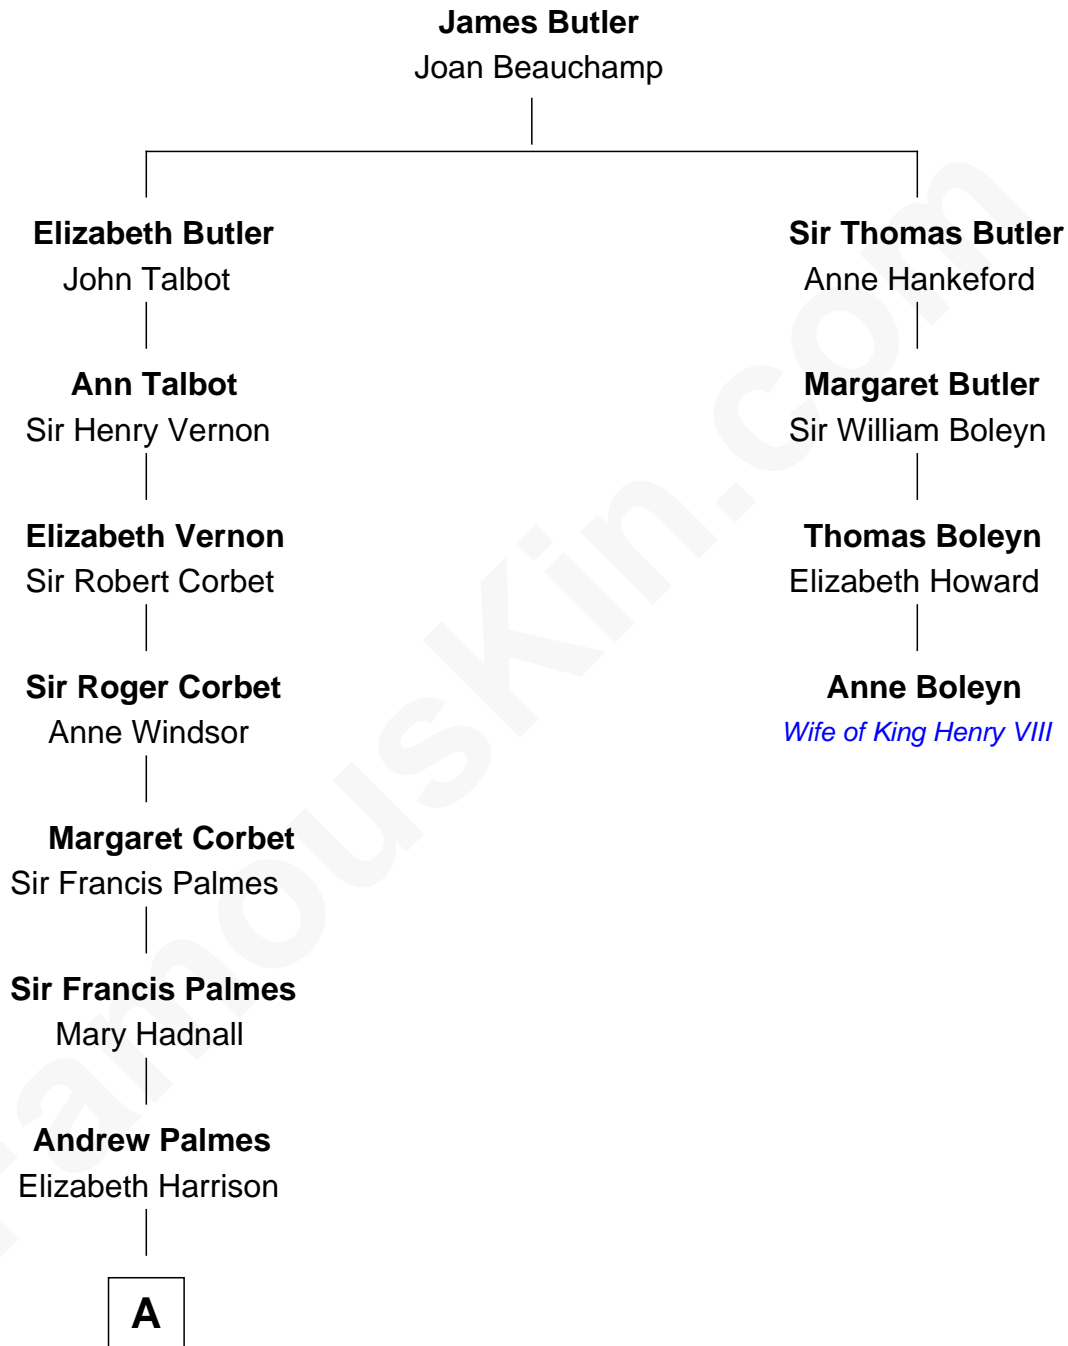 James Butler
Joan Beauchamp
Elizabeth Butler
John Talbot
Sir Thomas Butler
Anne Hankeford
Ann Talbot
Sir Henry Vernon
Margaret Butler
Sir William Boleyn
Elizabeth Vernon
Sir Robert Corbet
Thomas Boleyn
Elizabeth Howard
Sir Roger Corbet
Anne Windsor
Anne Boleyn
Wife of King Henry VIII
Margaret Corbet
Sir Francis Palmes
Sir Francis Palmes
Mary Hadnall
Andrew Palmes
Elizabeth Harrison
A
FamousKin.com